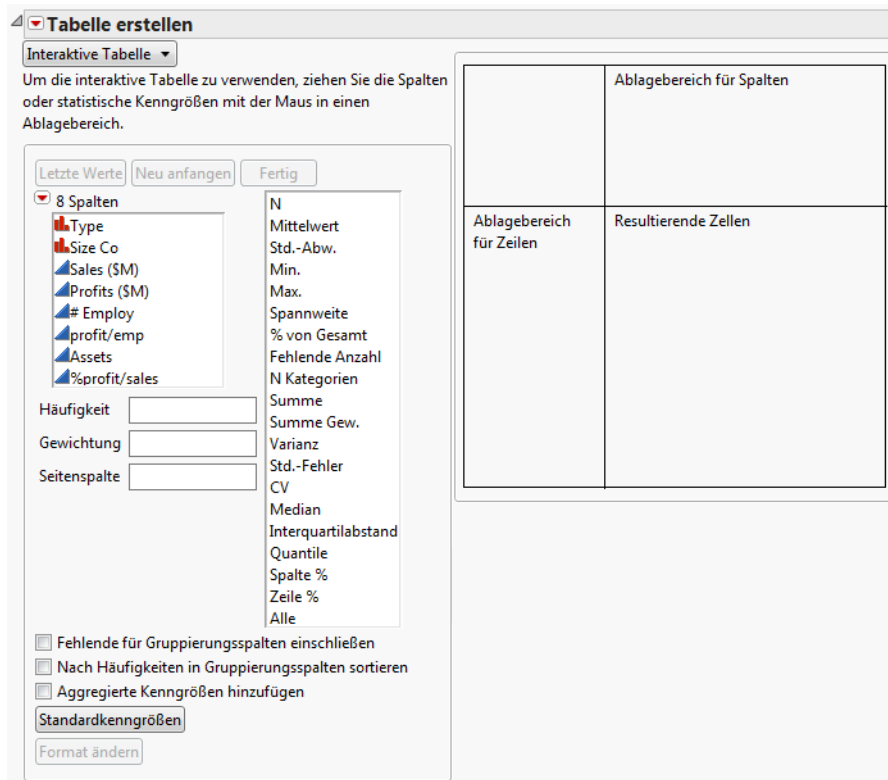 Tabelle erstellen
Interaktive Tabelle
Um die interaktive Tabelle zu verwenden, ziehen Sie die Spalten
oder statistische Kenngrößen mit der Maus in einen
Ablagebereich.
Letzte Werte
Neu anfangen
Fertig
8 Spalten
Type
Size Co
Sales ($M)
Profits ($M)
# Employ
profit/emp
Assets
%profit/sales
Häufigkeit
Gewichtung
Seitenspalte
N
Mittelwert
Std.-Abw.
Min.
Max.
Spannweite
% von Gesamt
Fehlende Anzahl
N Kategorien
Summe
Summe Gew.
Varianz
Std.-Fehler
CV
Median
Interquartilabstand
Quantile
Spalte %
Zeile %
Alle
Fehlende für Gruppierungsspalten einschließen
Nach Häufigkeiten in Gruppierungsspalten sortieren
Aggregierte Kenngrößen hinzufügen
Standardkenngrößen
Format ändern
Ablagebereich für Spalten
Ablagebereich
für Zeilen
Resultierende Zellen